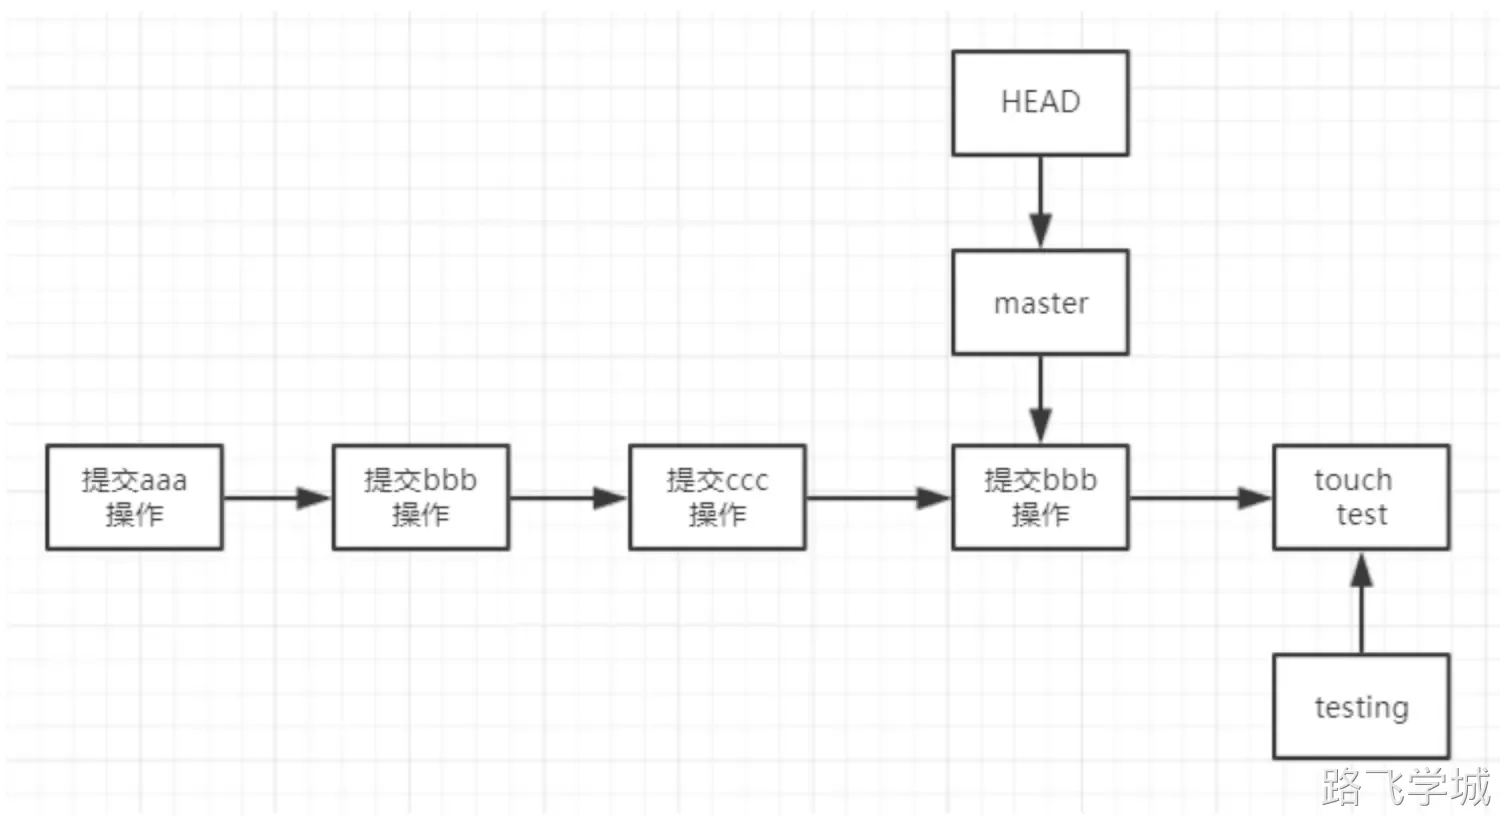 HEAD
master
提交aaa
操作
提交bbb
操作
提交ccc
操作
提交bbb
操作
touch
test
testing
路飞学城